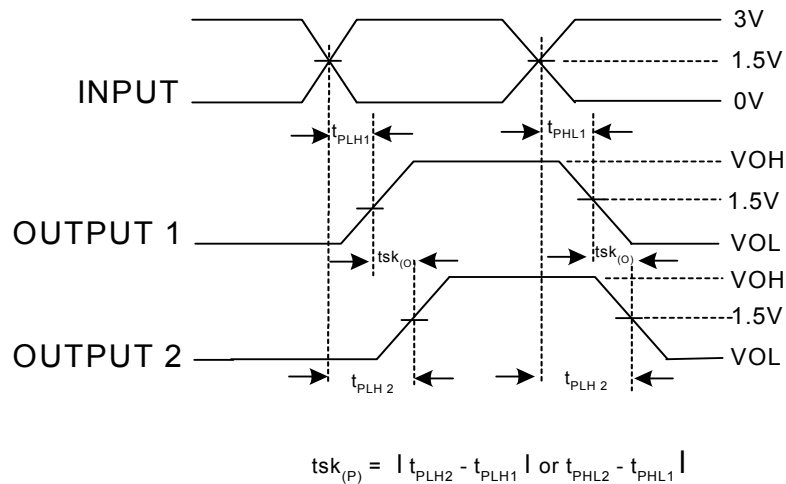 3V
1.5V
INPUT
0V
tPLH1
tPHL1
VOH
1.5V
OUTPUT 1
VOL
tsk(O)
tsk(O)
VOH
1.5V
OUTPUT 2
VOL
tPLH 2
tPLH 2
tsk(P) = | tPLH2 - tPLH1 | or tPHL2 - tPHL1 |